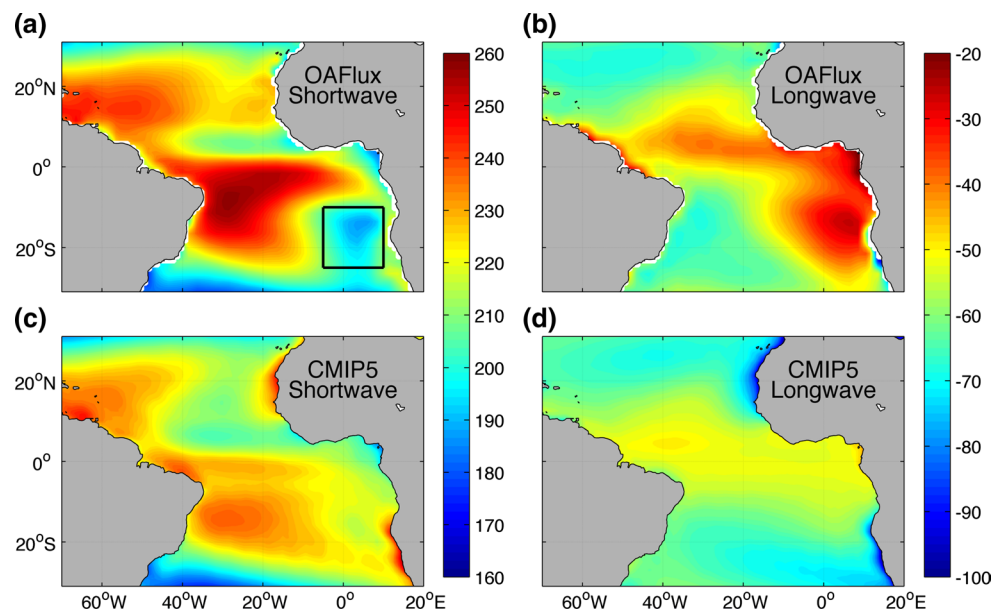 (a)
OAFlux
Shortwave
20°N
0°
20°S
260
250
240
230
220
210
200
190
180
170
160
(b)
OAFlux
Longwave
-20
-30
-40
-50
-60
-70
-80
-90
-100
(c)
CMIP5
Shortwave
20°N
0°
20°S
60°W
40°W
20°W
0°
20°E
(d)
CMIP5
Longwave
60°W
40°W
20°W
0°
20°E